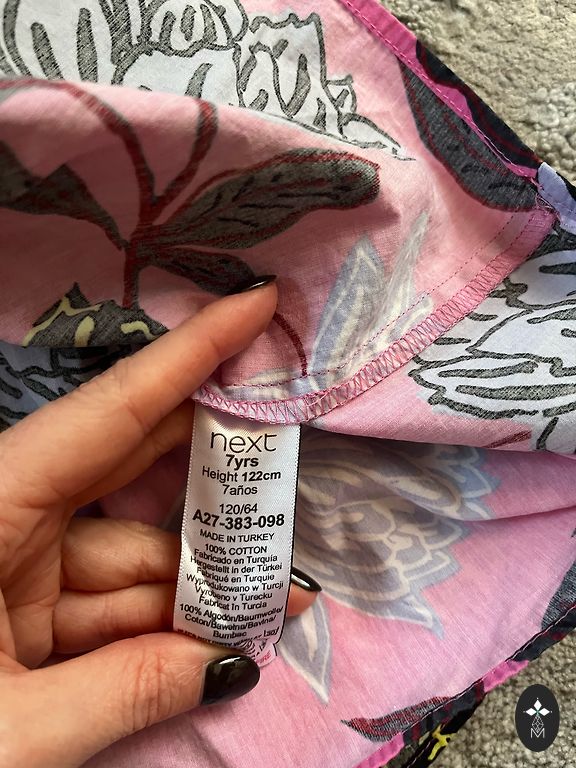 next
7yrs
Height 122cm
7años
120/64
A27-383-098
MADE IN TURKEY
100% COTTON
Fabricado en Turquía
Hergestellt in der Türkei
Fabriqué en Turquie
Wyprodukowano w Turcji
Vyrobeno v Turecku
Fabricat în Turcia
100% Algodón/Baumwolle/
Coton/Bawełna/Bavlna/
Bumbac
FIRE
M